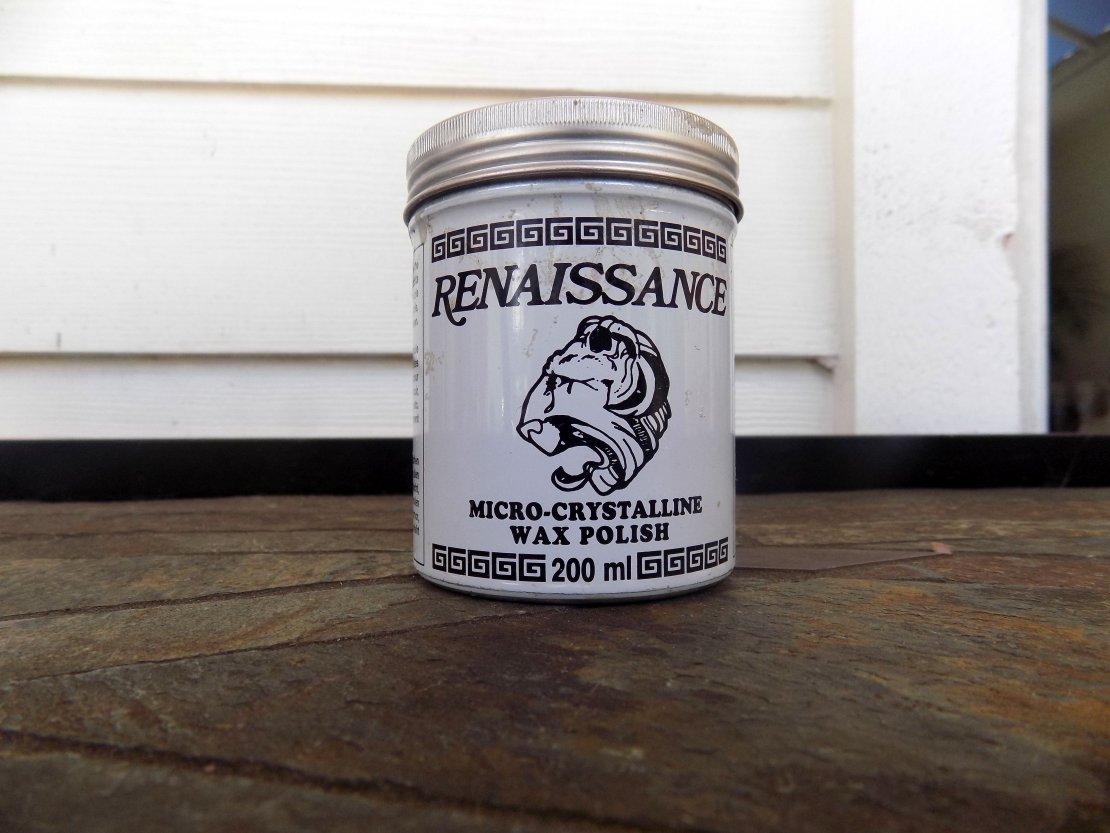 RENAISSANCE
MICRO-CRYSTALLINE
WAX POLISH
200 ml